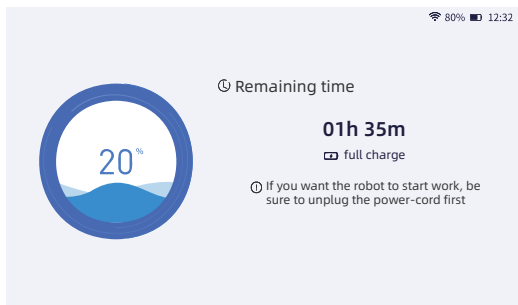 80% 12:32
Remaining time
20%
01h 35m
full charge
If you want the robot to start work, be
sure to unplug the power-cord first